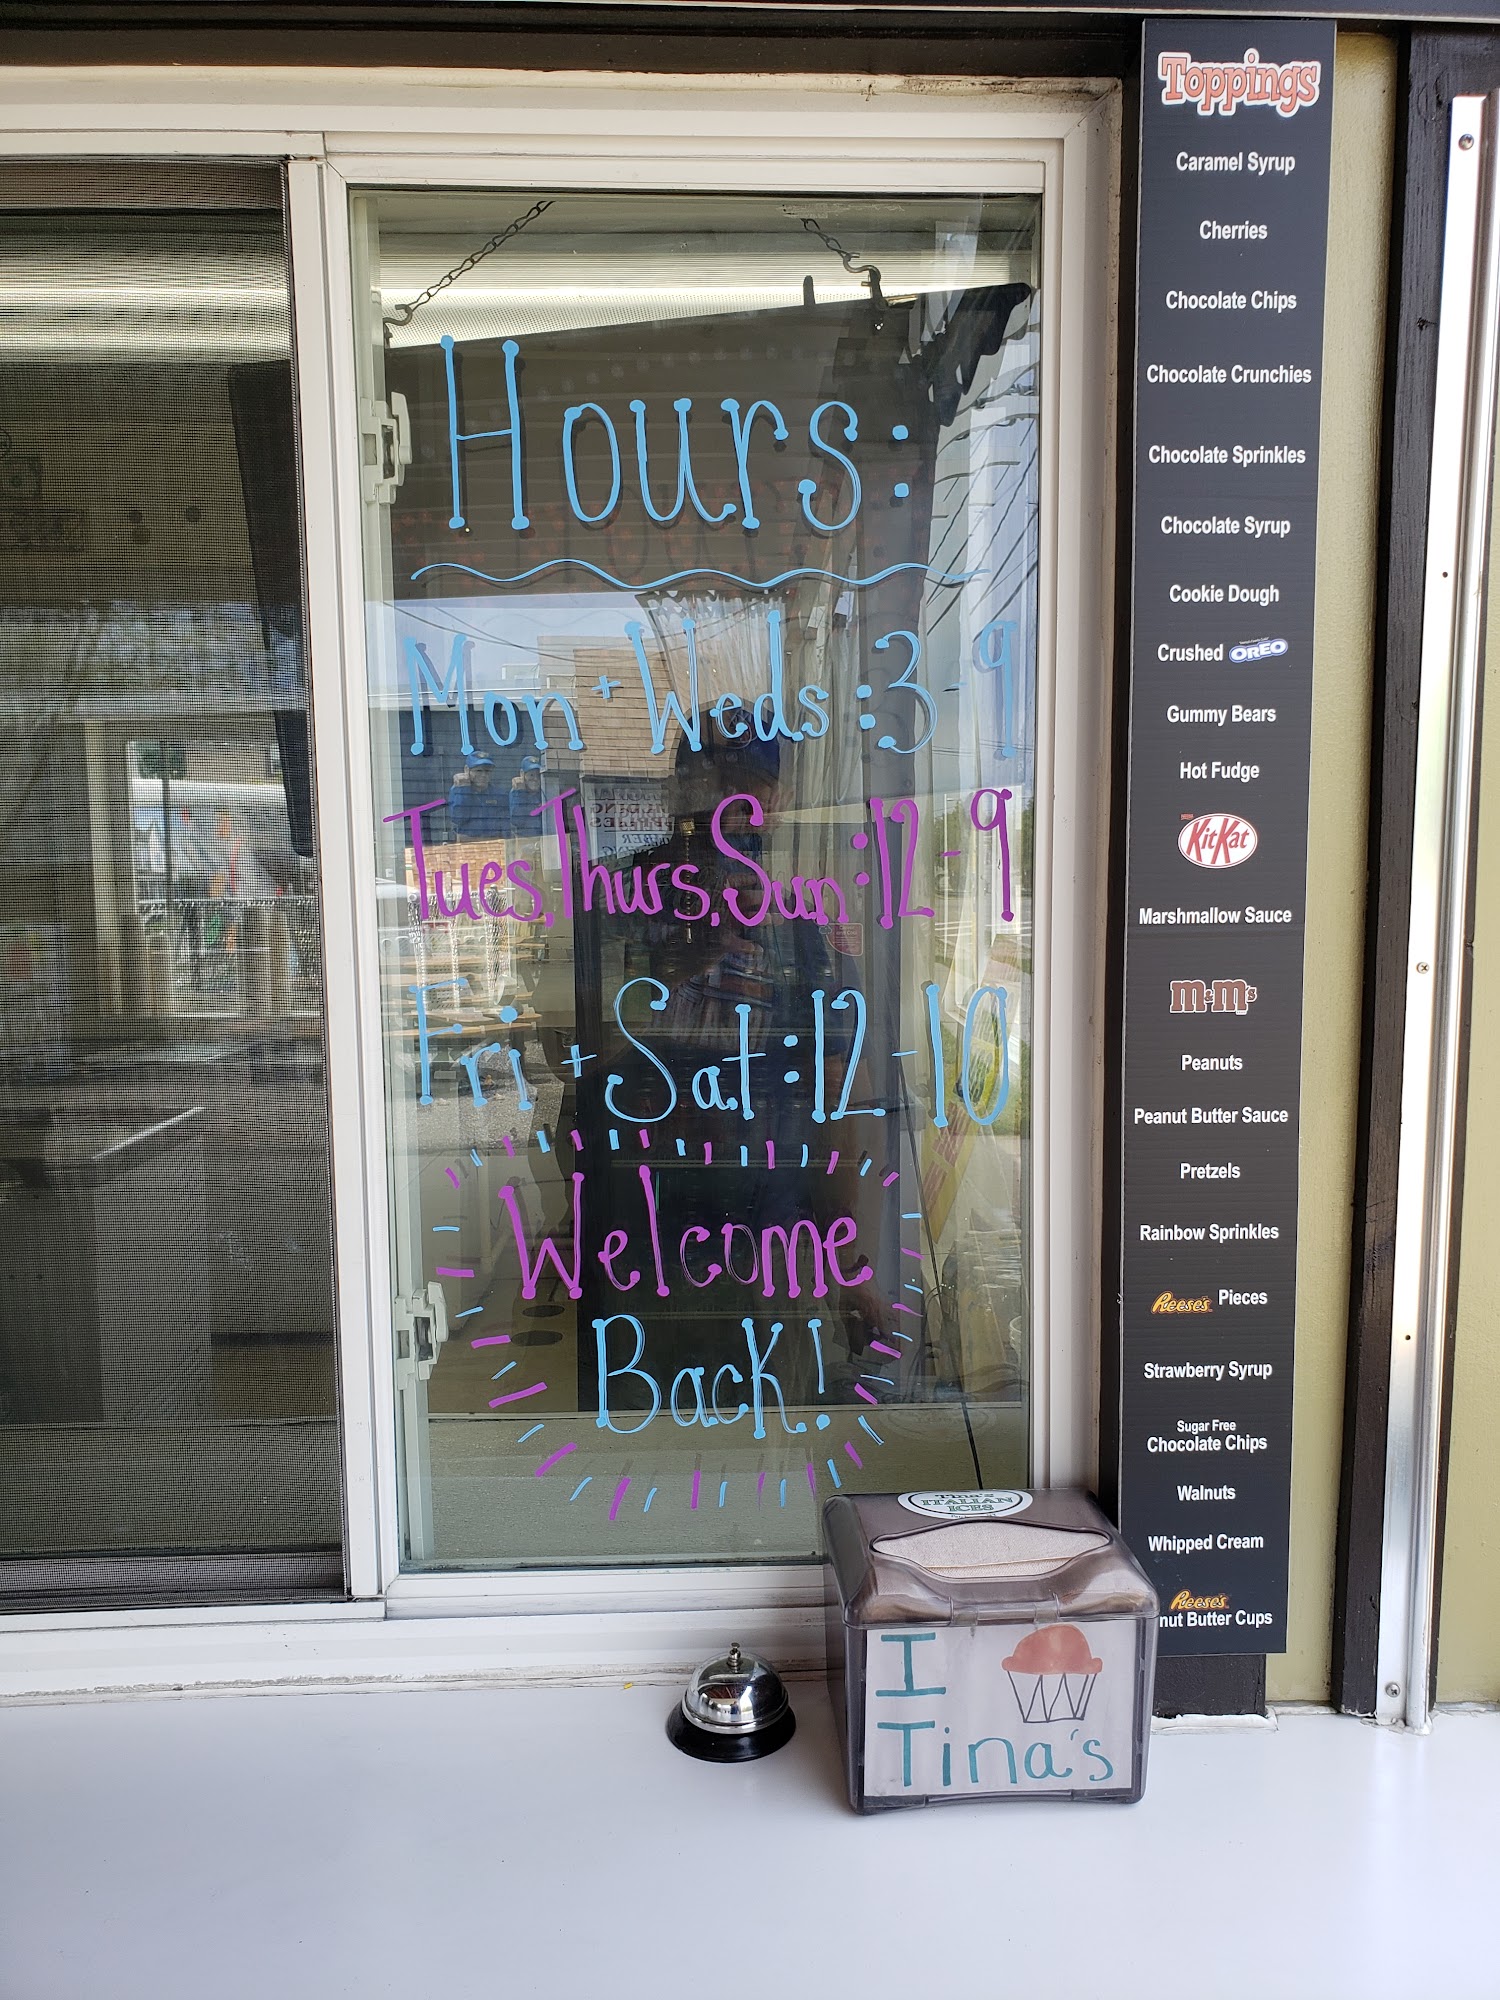 Hours:
Mon + Weds: 3-9
Tues, Thurs, Sun: 12-9
Fri + Sat: 12-10
Welcome
Back!
Toppings
Caramel Syrup
Cherries
Chocolate Chips
Chocolate Crunchies
Chocolate Sprinkles
Chocolate Syrup
Cookie Dough
Crushed OREO
Gummy Bears
Hot Fudge
KitKat
Marshmallow Sauce
m&m's
Peanuts
Peanut Butter Sauce
Pretzels
Rainbow Sprinkles
Reese's Pieces
Strawberry Syrup
Sugar Free
Chocolate Chips
Walnuts
Whipped Cream
Reese's
nut Butter Cups
Tina's
ITALIAN
ICES
I
Tina's